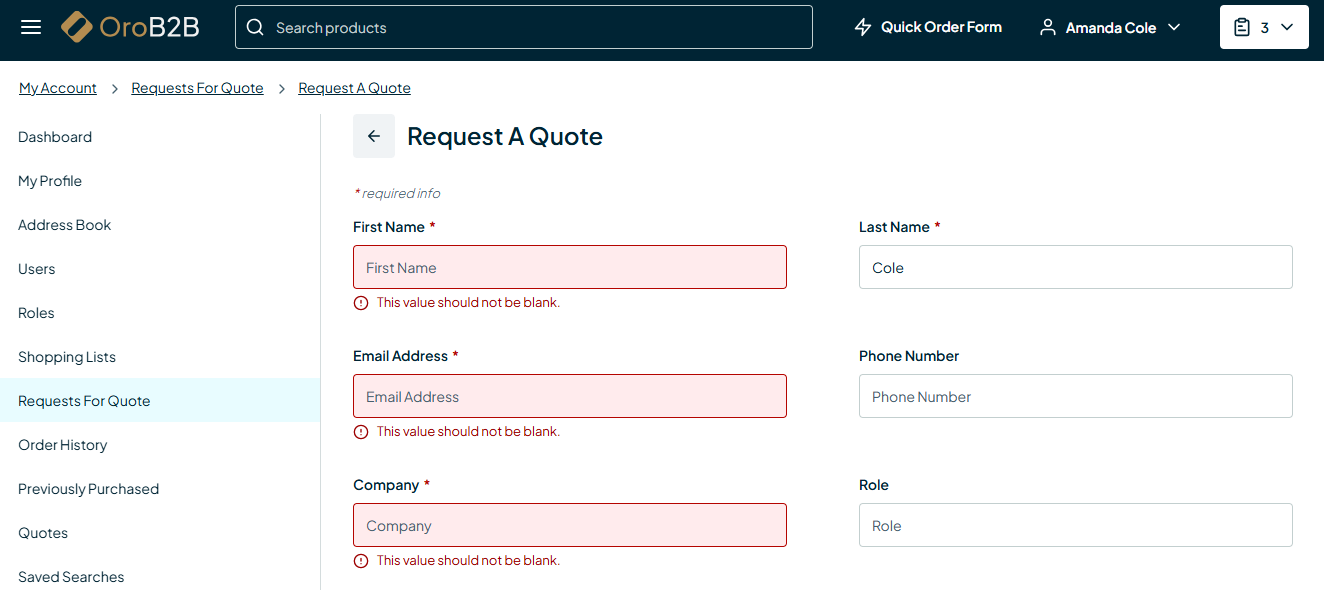 OroB2B
Search products
Quick Order Form
Amanda Cole
3
My Account > Requests For Quote > Request A Quote
Dashboard
My Profile
Address Book
Users
Roles
Shopping Lists
Requests For Quote
Order History
Previously Purchased
Quotes
Saved Searches
Request A Quote
* required info
First Name *
First Name
This value should not be blank.
Last Name *
Cole
Email Address *
Email Address
This value should not be blank.
Phone Number
Phone Number
Company *
Company
This value should not be blank.
Role
Role